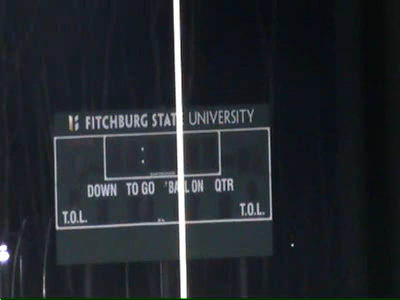 FITCHBURG STATE UNIVERSITY
:
DOWN TO GO BALL ON QTR
T.O.L. T.O.L.